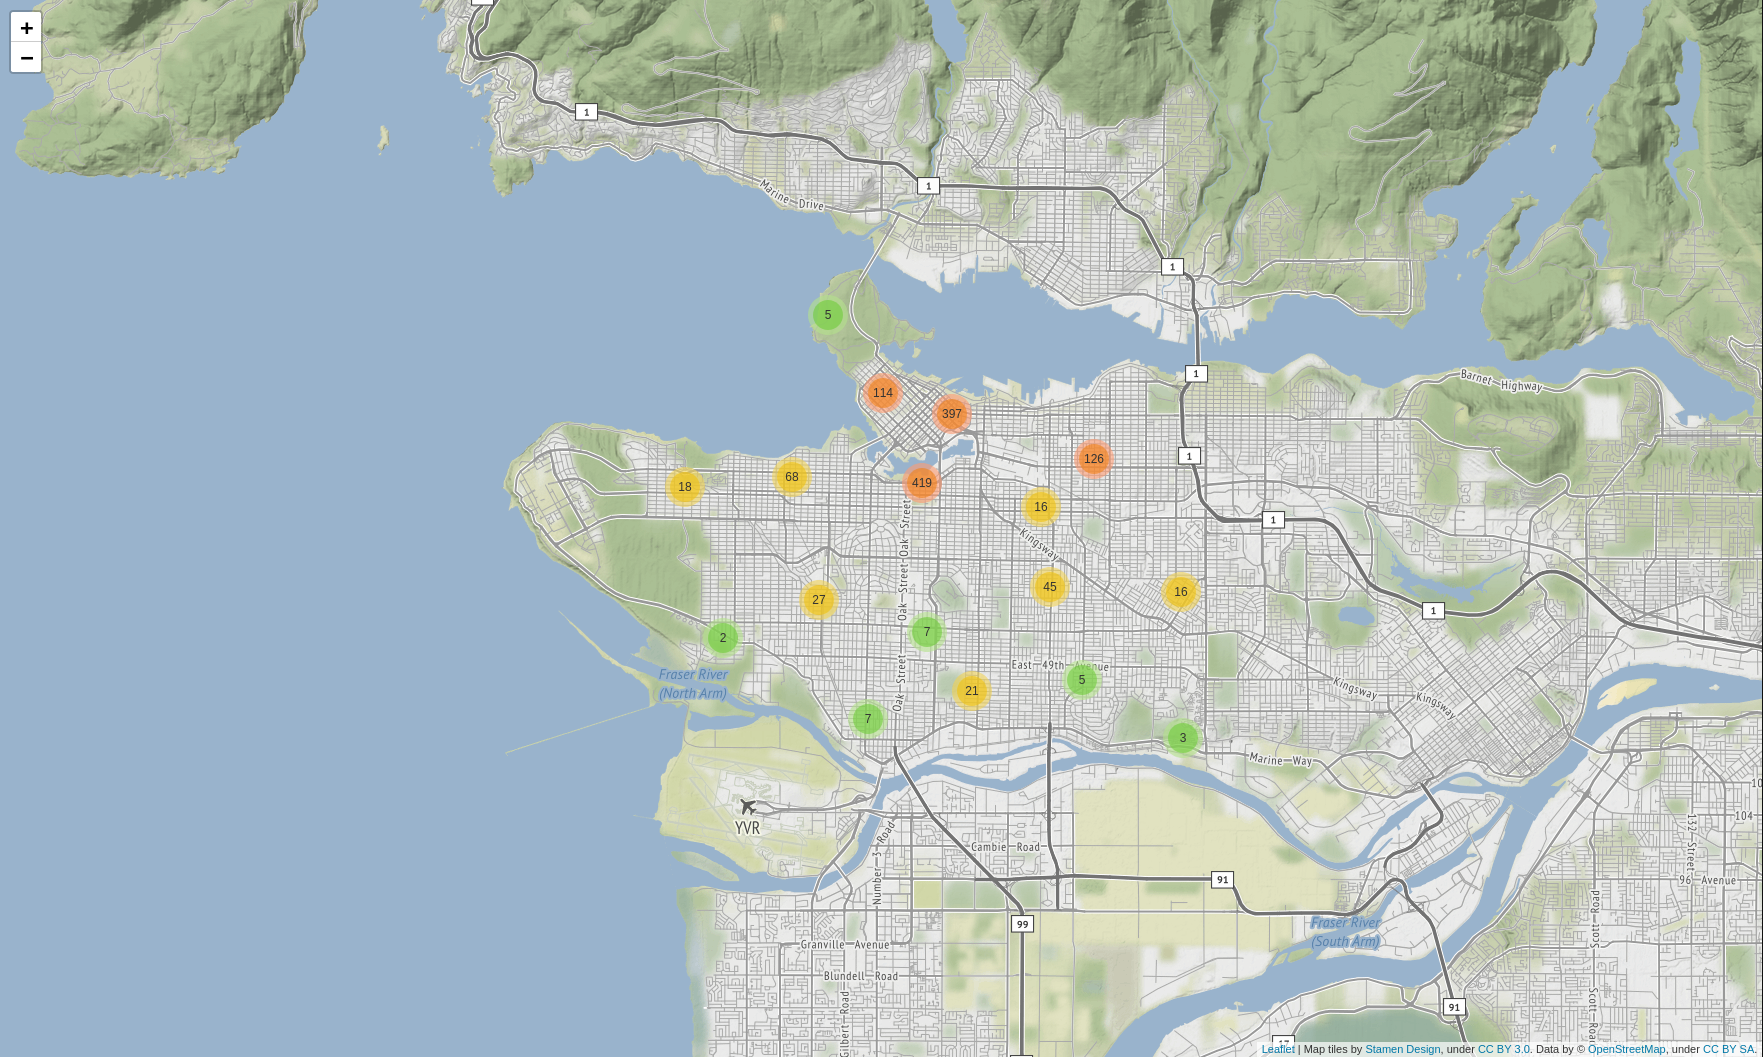 +
−
1
1
Marine Drive
1
5
1
Barnet Highway
114
397
126
1
419
68
18
16
1
Oak Street
Oak Street
Kingsway
45
16
27
1
2
7
East 49th Avenue
Fraser River
(North Arm)
5
Oak Street
21
Kingsway
Kingsway
7
3
Marine Way
YVR
Number 3 Road
Cambie Road
104
132 Street
91
96 Avenue
99
Fraser River
(South Arm)
Scott Road
Granville Avenue
Blundell Road
Gilbert Road
91
Scott Road
Leaflet | Map tiles by Stamen Design, under CC BY 3.0. Data by © OpenStreetMap, under CC BY SA.